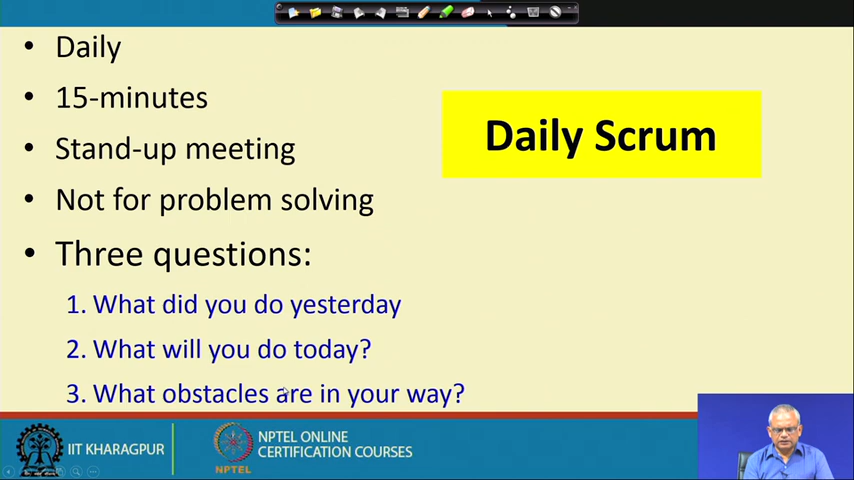 • Daily
• 15-minutes
• Stand-up meeting
• Not for problem solving
• Three questions:
1. What did you do yesterday
2. What will you do today?
3. What obstacles are in your way?
Daily Scrum
IIT KHARAGPUR
NPTEL
NPTEL ONLINE
CERTIFICATION COURSES